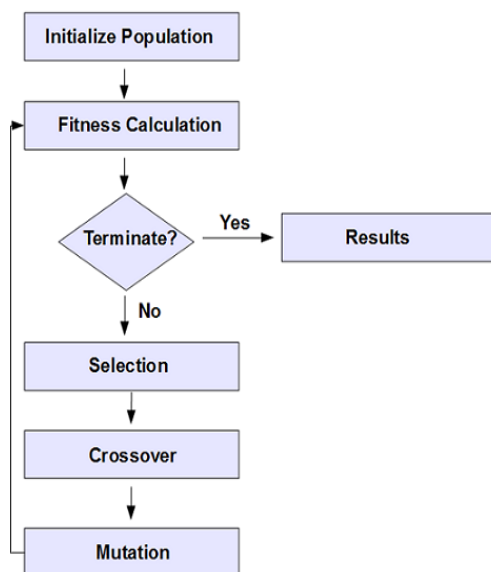 Initialize Population
Fitness Calculation
Terminate?
Yes
Results
No
Selection
Crossover
Mutation